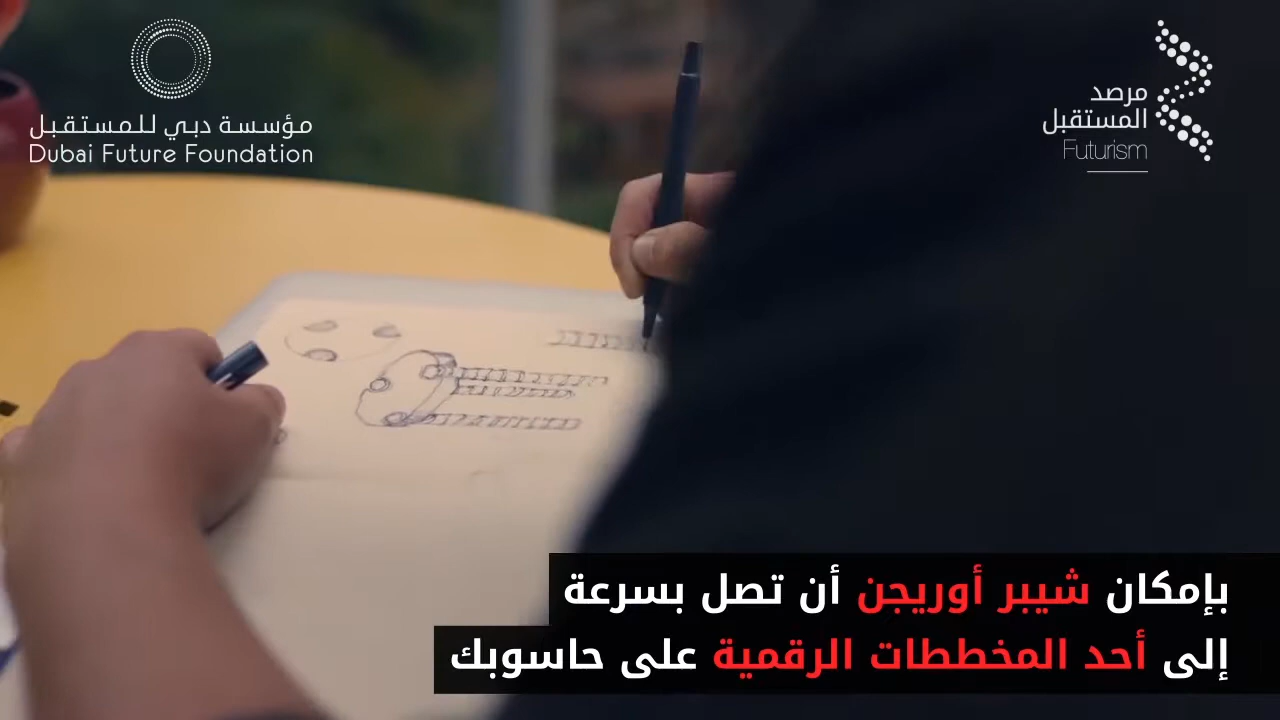 مؤسسة دبي للمستقبل
Dubai Future Foundation
مرصد
المستقبل
Futurism
بإمكان شيبر أوريجن أن تصل بسرعة
إلى أحد المخططات الرقمية على حاسوبك